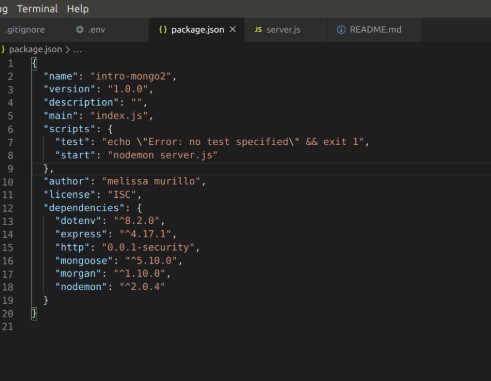 Terminal Help
.gitignore .env {} package.json × JS server.js ⓘ README.md
package.json > ...
1 {
2 "name": "intro-mongo2",
3 "version": "1.0.0",
4 "description": "",
5 "main": "index.js",
6 "scripts": {
7 "test": "echo \"Error: no test specified\" && exit 1",
8 "start": "nodemon server.js"
9 },
10 "author": "melissa murillo",
11 "license": "ISC",
12 "dependencies": {
13 "dotenv": "^8.2.0",
14 "express": "^4.17.1",
15 "http": "0.0.1-security",
16 "mongoose": "^5.10.0",
17 "morgan": "^1.10.0",
18 "nodemon": "^2.0.4"
19 }
20 }
21